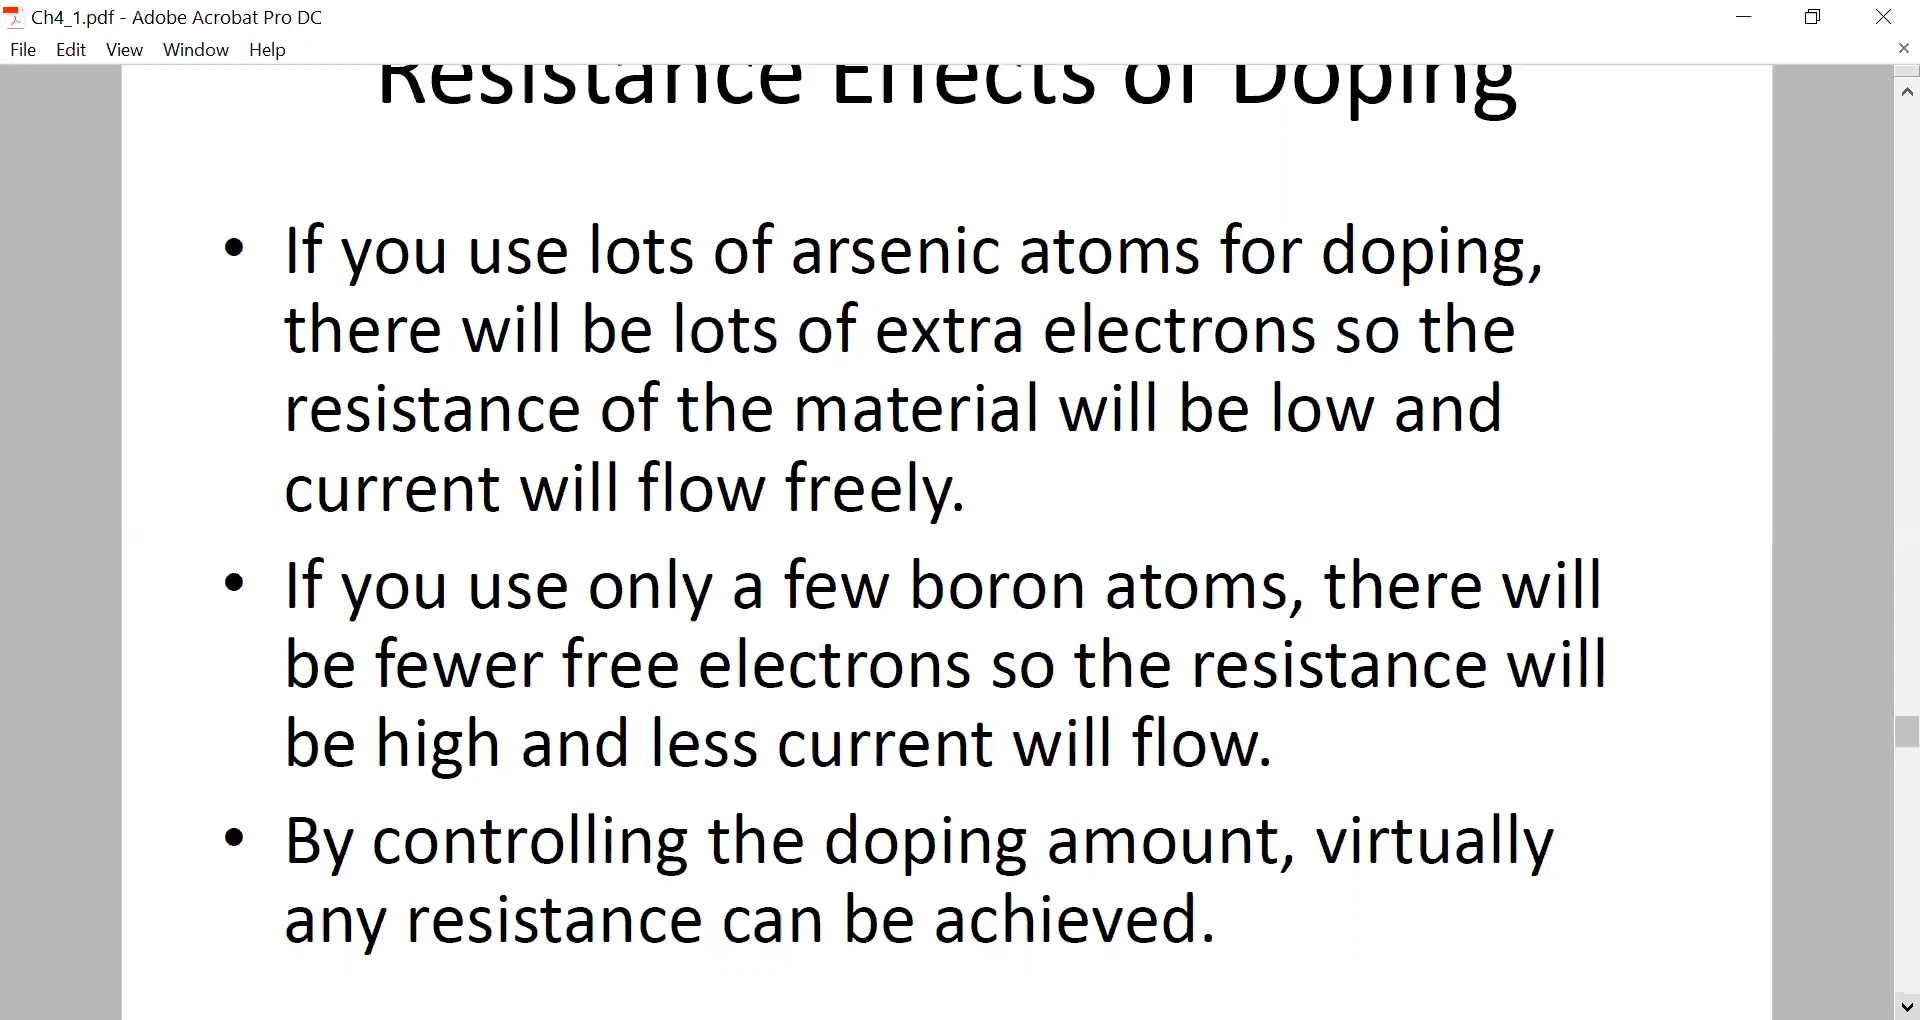 Ch4_1.pdf - Adobe Acrobat Pro DC
File Edit View Window Help
Resistance Effects of Doping
• If you use lots of arsenic atoms for doping,
there will be lots of extra electrons so the
resistance of the material will be low and
current will flow freely.
• If you use only a few boron atoms, there will
be fewer free electrons so the resistance will
be high and less current will flow.
• By controlling the doping amount, virtually
any resistance can be achieved.